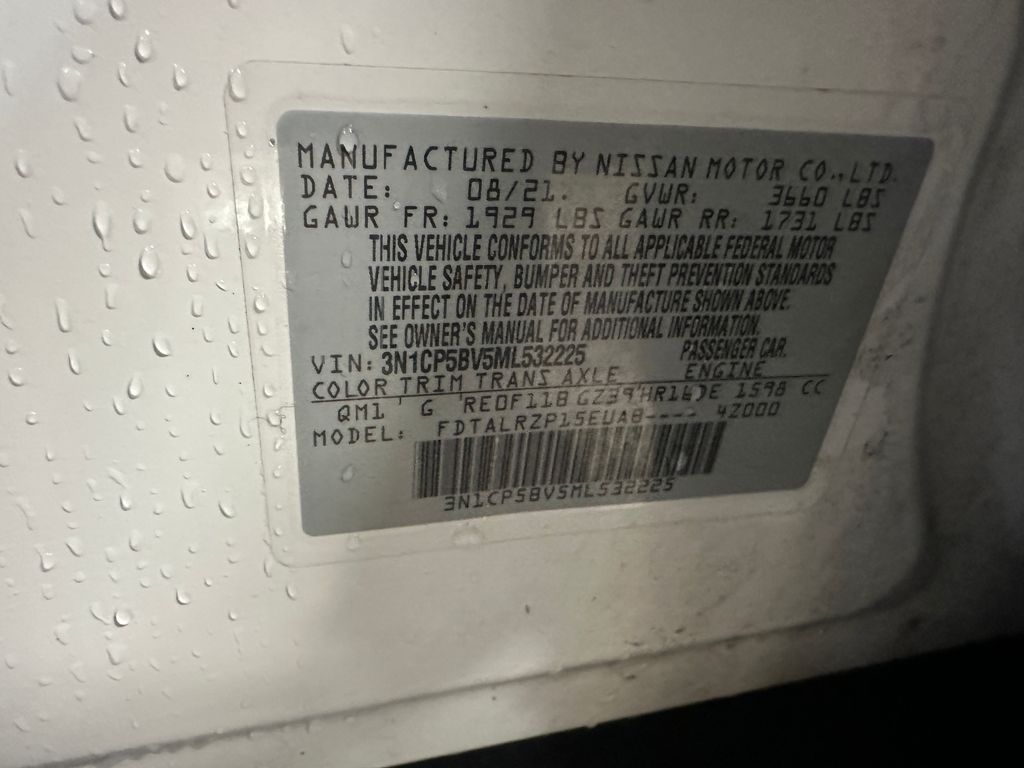 MANUFACTURED BY NISSAN MOTOR CO.,LTD.
DATE: 08/21. GVWR: 3660 LBS
GAWR FR: 1929 LBS GAWR RR: 1731 LBS
THIS VEHICLE CONFORMS TO ALL APPLICABLE FEDERAL MOTOR
VEHICLE SAFETY, BUMPER AND THEFT PREVENTION STANDARDS
IN EFFECT ON THE DATE OF MANUFACTURE SHOWN ABOVE.
SEE OWNER'S MANUAL FOR ADDITIONAL INFORMATION.
VIN: 3N1CP5BV5ML532225 PASSENGER CAR.
COLOR TRIM TRANS AXLE ENGINE
QM1 G RE0F11B GZ39 HR16DE 1598 CC
MODEL: FDTALRZP15EUAB---- 4Z000
3N1CP5BV5ML532225